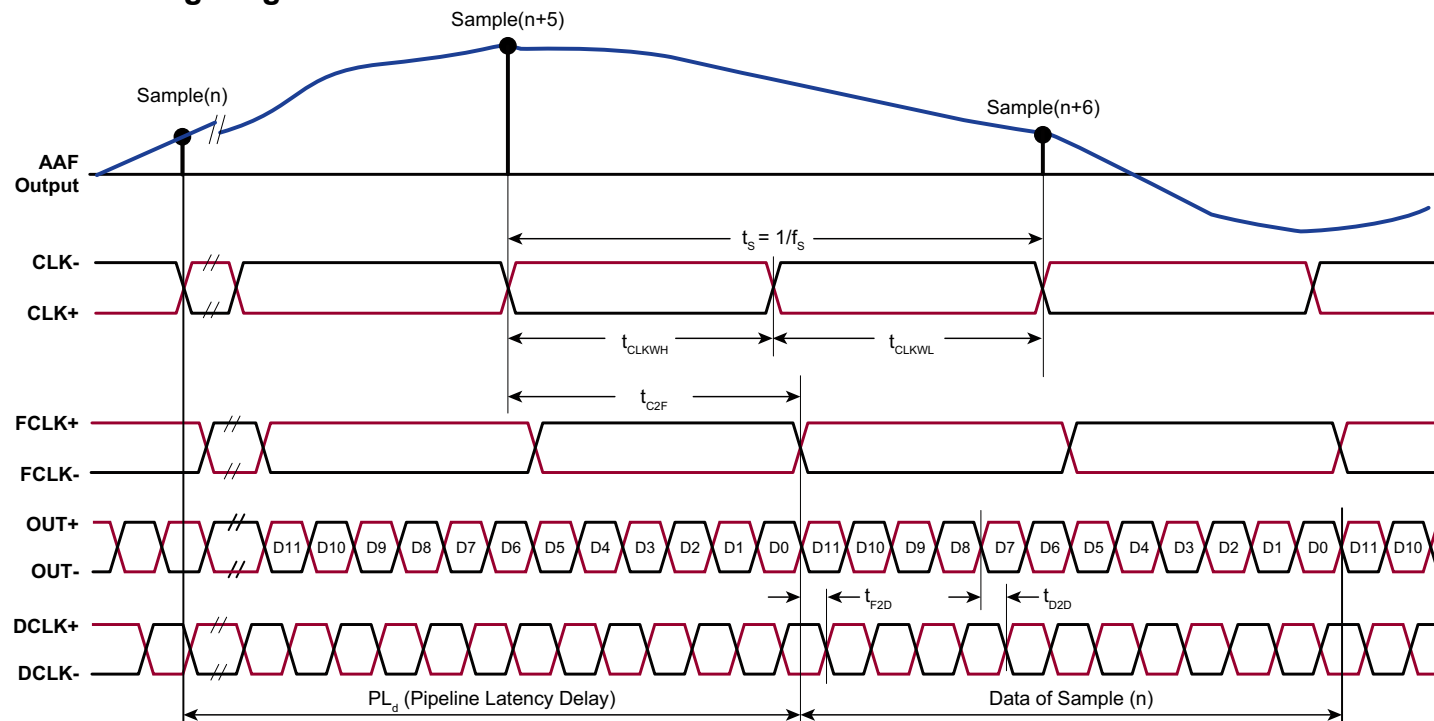 Sample(n+5)
Sample(n)
Sample(n+6)
AAF
Output
tS = 1/fS
CLK-
CLK+
tCLKWH
tCLKWL
tC2F
FCLK+
FCLK-
OUT+
D11 D10 D9 D8 D7 D6 D5 D4 D3 D2 D1 D0 D11 D10 D9 D8 D7 D6 D5 D4 D3 D2 D1 D0 D11 D10
OUT-
tF2D
tD2D
DCLK+
DCLK-
PLd (Pipeline Latency Delay)
Data of Sample (n)